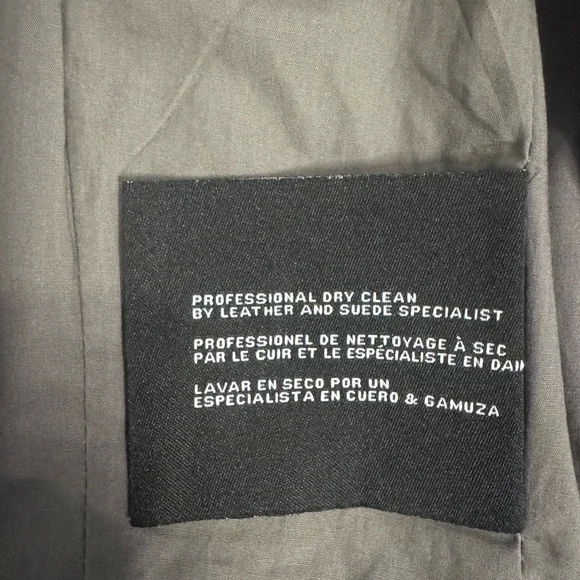 PROFESSIONAL DRY CLEAN
BY LEATHER AND SUEDE SPECIALIST
PROFESSIONEL DE NETTOYAGE À SEC
PAR LE CUIR ET LE ESPÉCIALISTE EN
LAVAR EN SECO POR UN
ESPECIALISTA EN CUERO & GAMUZA